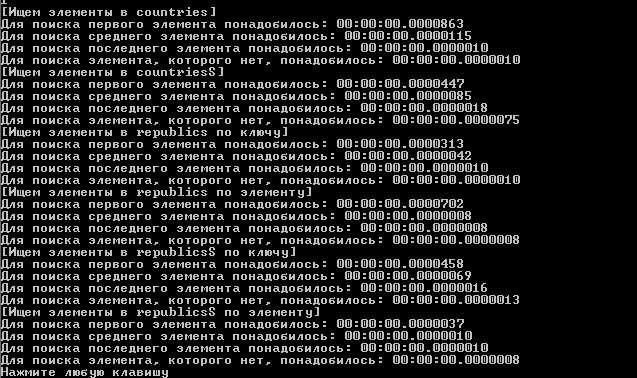 [Ищем элементы в countries]
Для поиска первого элемента понадобилось: 00:00:00.0000863
Для поиска среднего элемента понадобилось: 00:00:00.0000115
Для поиска последнего элемента понадобилось: 00:00:00.0000010
Для поиска элемента, которого нет, понадобилось: 00:00:00.0000010
[Ищем элементы в countriesS]
Для поиска первого элемента понадобилось: 00:00:00.0000447
Для поиска среднего элемента понадобилось: 00:00:00.0000085
Для поиска последнего элемента понадобилось: 00:00:00.0000018
Для поиска элемента, которого нет, понадобилось: 00:00:00.0000075
[Ищем элементы в republics по ключу]
Для поиска первого элемента понадобилось: 00:00:00.0000313
Для поиска среднего элемента понадобилось: 00:00:00.0000042
Для поиска последнего элемента понадобилось: 00:00:00.0000010
Для поиска элемента, которого нет, понадобилось: 00:00:00.0000010
[Ищем элементы в republics по элементу]
Для поиска первого элемента понадобилось: 00:00:00.0000702
Для поиска среднего элемента понадобилось: 00:00:00.0000008
Для поиска последнего элемента понадобилось: 00:00:00.0000008
Для поиска элемента, которого нет, понадобилось: 00:00:00.0000008
[Ищем элементы в republicsS по ключу]
Для поиска первого элемента понадобилось: 00:00:00.0000458
Для поиска среднего элемента понадобилось: 00:00:00.0000069
Для поиска последнего элемента понадобилось: 00:00:00.0000016
Для поиска элемента, которого нет, понадобилось: 00:00:00.0000013
[Ищем элементы в republicsS по элементу]
Для поиска первого элемента понадобилось: 00:00:00.0000037
Для поиска среднего элемента понадобилось: 00:00:00.0000010
Для поиска последнего элемента понадобилось: 00:00:00.0000010
Для поиска элемента, которого нет, понадобилось: 00:00:00.0000008
Нажмите любую клавишу